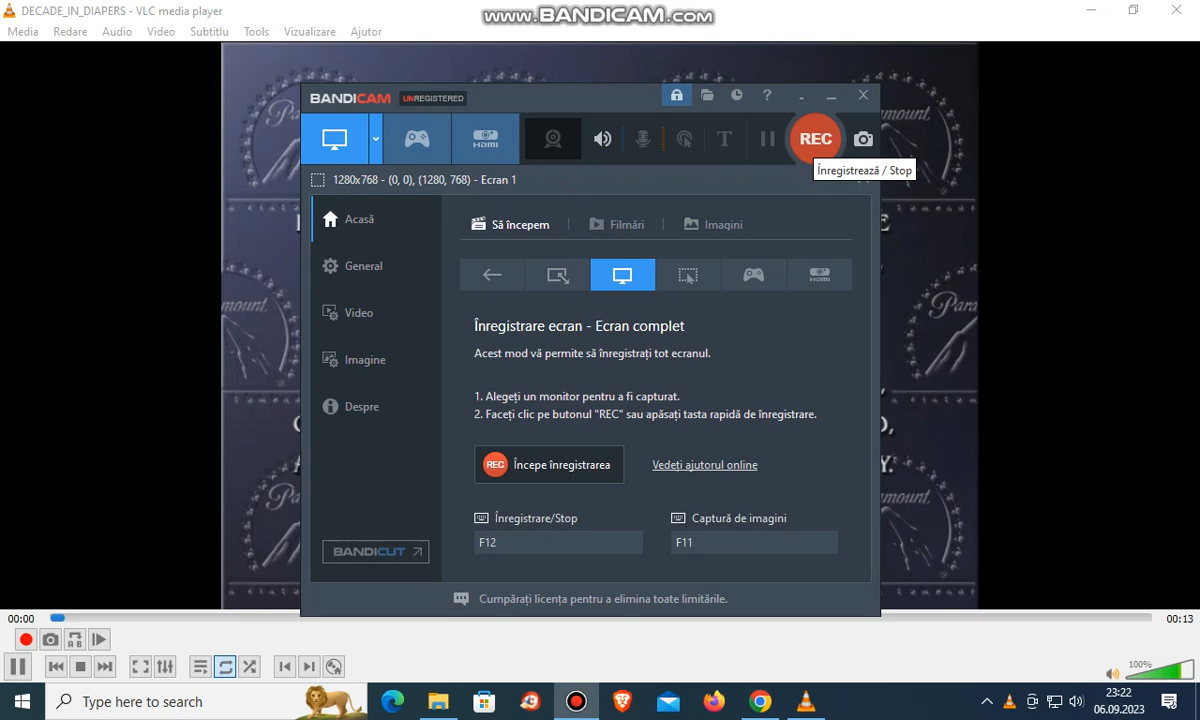 DECADE_IN_DIAPERS - VLC media player
www.BANDICAM.com
Media Redare Audio Video Subtitlu Tools Vizualizare Ajutor
BANDICAM UNREGISTERED
HDMI
T
REC
Înregistrează / Stop
1280x768 - (0, 0), (1280, 768) - Ecran 1
Acasă
General
Video
Imagine
Despre
BANDICUT
Să începem
Filmări
Imagini
HDMI
Înregistrare ecran - Ecran complet
Acest mod vă permite să înregistrați tot ecranul.
1. Alegeți un monitor pentru a fi capturat.
2. Faceți clic pe butonul "REC" sau apăsați tasta rapidă de înregistrare.
REC Începe înregistrarea
Vedeți ajutorul online
Înregistrare/Stop
F12
Captură de imagini
F11
Cumpărați licența pentru a elimina toate limitările.
00:00
00:13
100%
Type here to search
23:22
06.09.2023